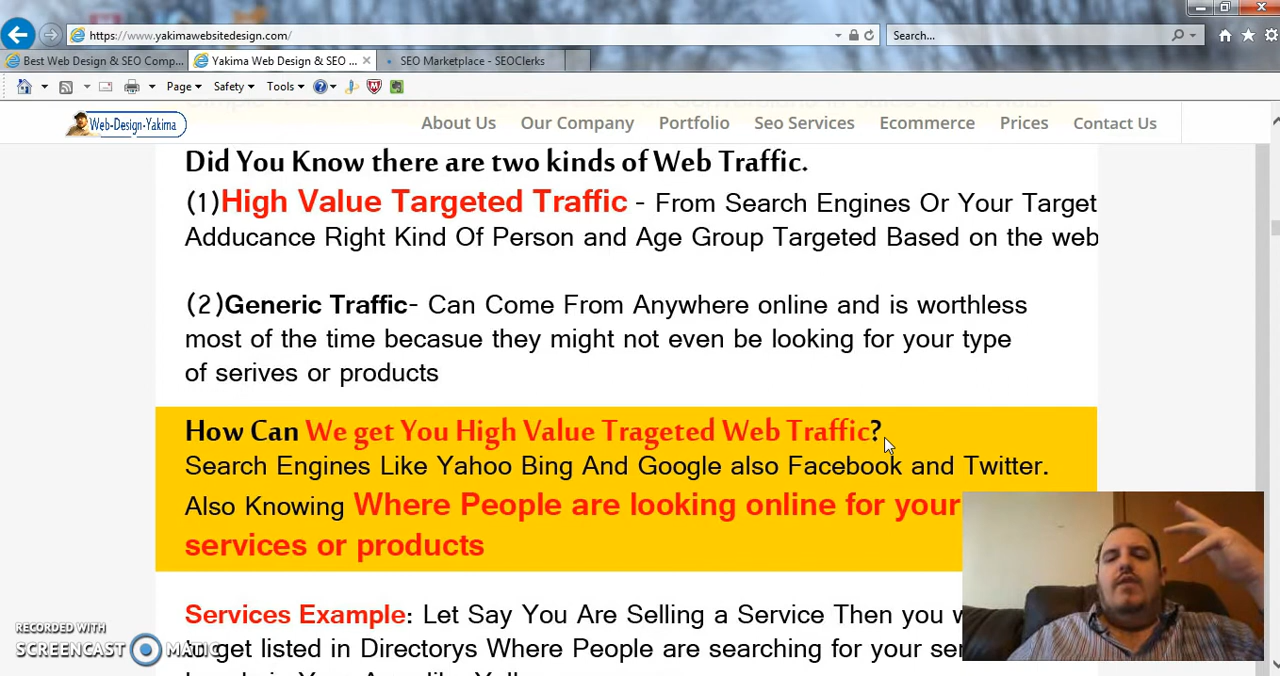 https://www.yakimawebsitedesign.com/
Search...
Best Web Design & SEO Comp...
Yakima Web Design & SEO ...
SEO Marketplace - SEOClerks
Page
Safety
Tools
Web-Design-Yakima
About Us
Our Company
Portfolio
Seo Services
Ecommerce
Prices
Contact Us
Did You Know there are two kinds of Web Traffic.
(1)High Value Targeted Traffic - From Search Engines Or Your Target
Adducance Right Kind Of Person and Age Group Targeted Based on the web
(2)Generic Traffic- Can Come From Anywhere online and is worthless
most of the time becasue they might not even be looking for your type
of serives or products
How Can We get You High Value Trageted Web Traffic?
Search Engines Like Yahoo Bing And Google also Facebook and Twitter.
Also Knowing Where People are looking online for your
services or products
Services Example: Let Say You Are Selling a Service Then you
to get listed in Directorys Where People are searching for your
RECORDED WITH
SCREENCAST MATIC